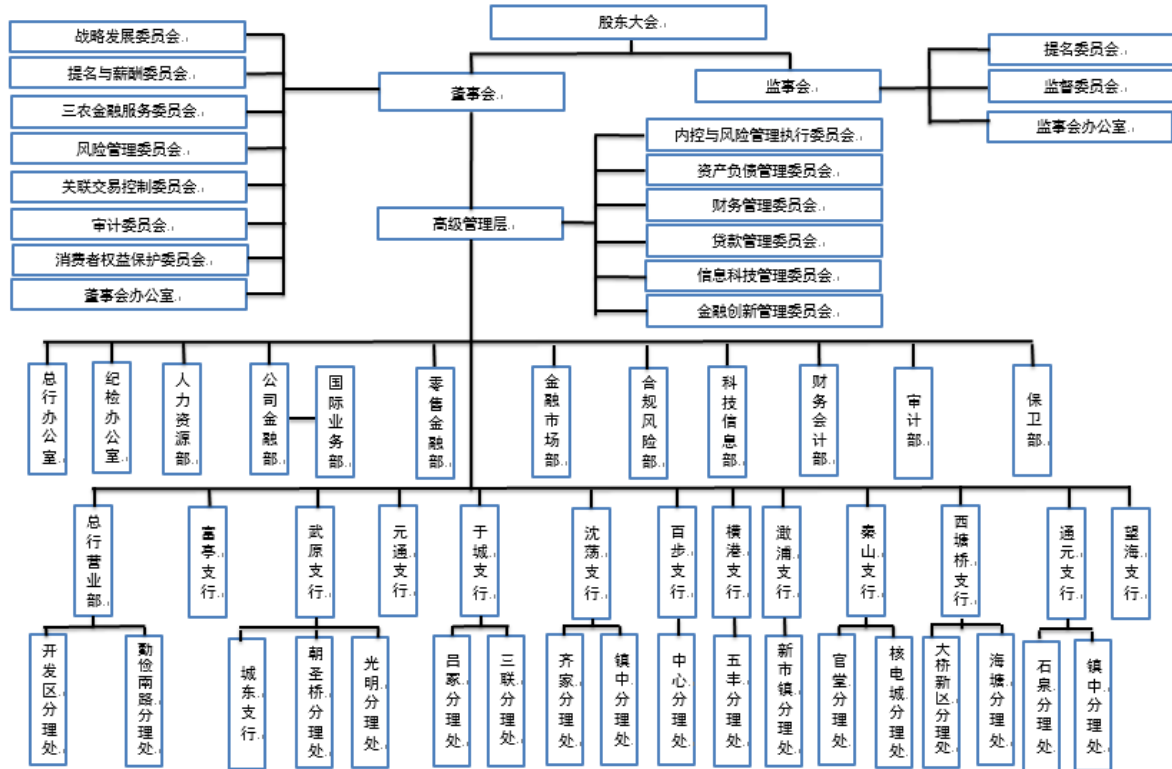 股东大会
战略发展委员会
提名与薪酬委员会
三农金融服务委员会
风险管理委员会
关联交易控制委员会
审计委员会
消费者权益保护委员会
董事会办公室
董事会
监事会
提名委员会
监督委员会
监事会办公室
高级管理层
内控与风险管理执行委员会
资产负债管理委员会
财务管理委员会
贷款管理委员会
信息科技管理委员会
金融创新管理委员会
总行办公室
纪检办公室
人力资源部
公司金融部
国际业务部
零售金融部
金融市场部
合规风险部
科技信息部
财务会计部
审计部
保卫部
总行营业部
富亭支行
武原支行
元通支行
于城支行
沈荡支行
百步支行
横港支行
澉浦支行
秦山支行
西塘桥支行
通元支行
望海支行
开发区分理处
勤俭南路分理处
城东支行
朝圣桥分理处
光明分理处
吕冢分理处
三联分理处
齐家分理处
镇中分理处
中心分理处
五丰分理处
新市镇分理处
官堂分理处
核电城分理处
大桥新区分理处
海塘分理处
石泉分理处
镇中分理处